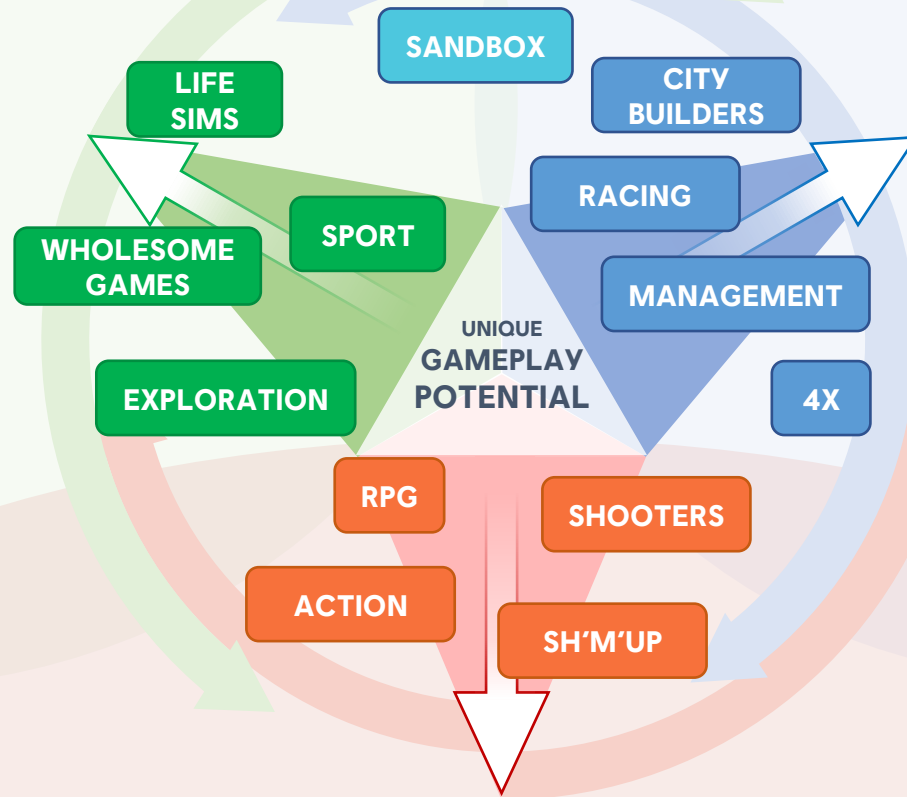 SANDBOX
LIFE
SIMS
CITY
BUILDERS
RACING
SPORT
WHOLESOME
GAMES
MANAGEMENT
UNIQUE
GAMEPLAY
POTENTIAL
EXPLORATION
4X
RPG
SHOOTERS
ACTION
SH'M'UP